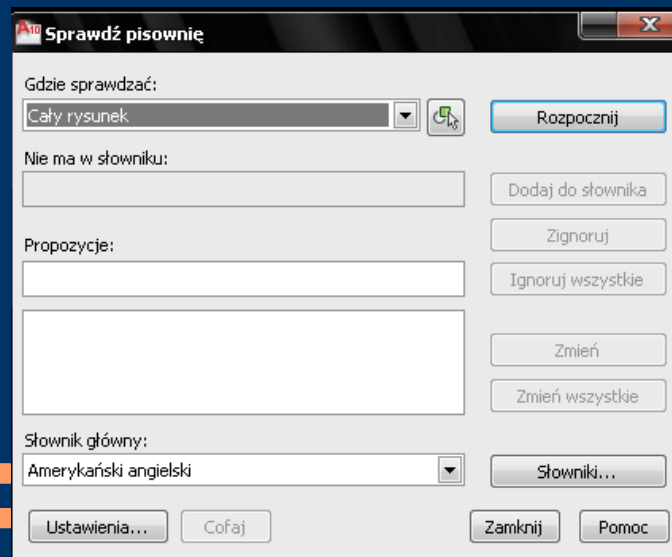 A10 Sprawdź pisownię
Gdzie sprawdzać:
Cały rysunek
Rozpocznij
Nie ma w słowniku:
Dodaj do słownika
Zignoruj
Propozycje:
Ignoruj wszystkie
Zmień
Zmień wszystkie
Słownik główny:
Amerykański angielski
Słowniki...
Ustawienia... Cofaj Zamknij Pomoc